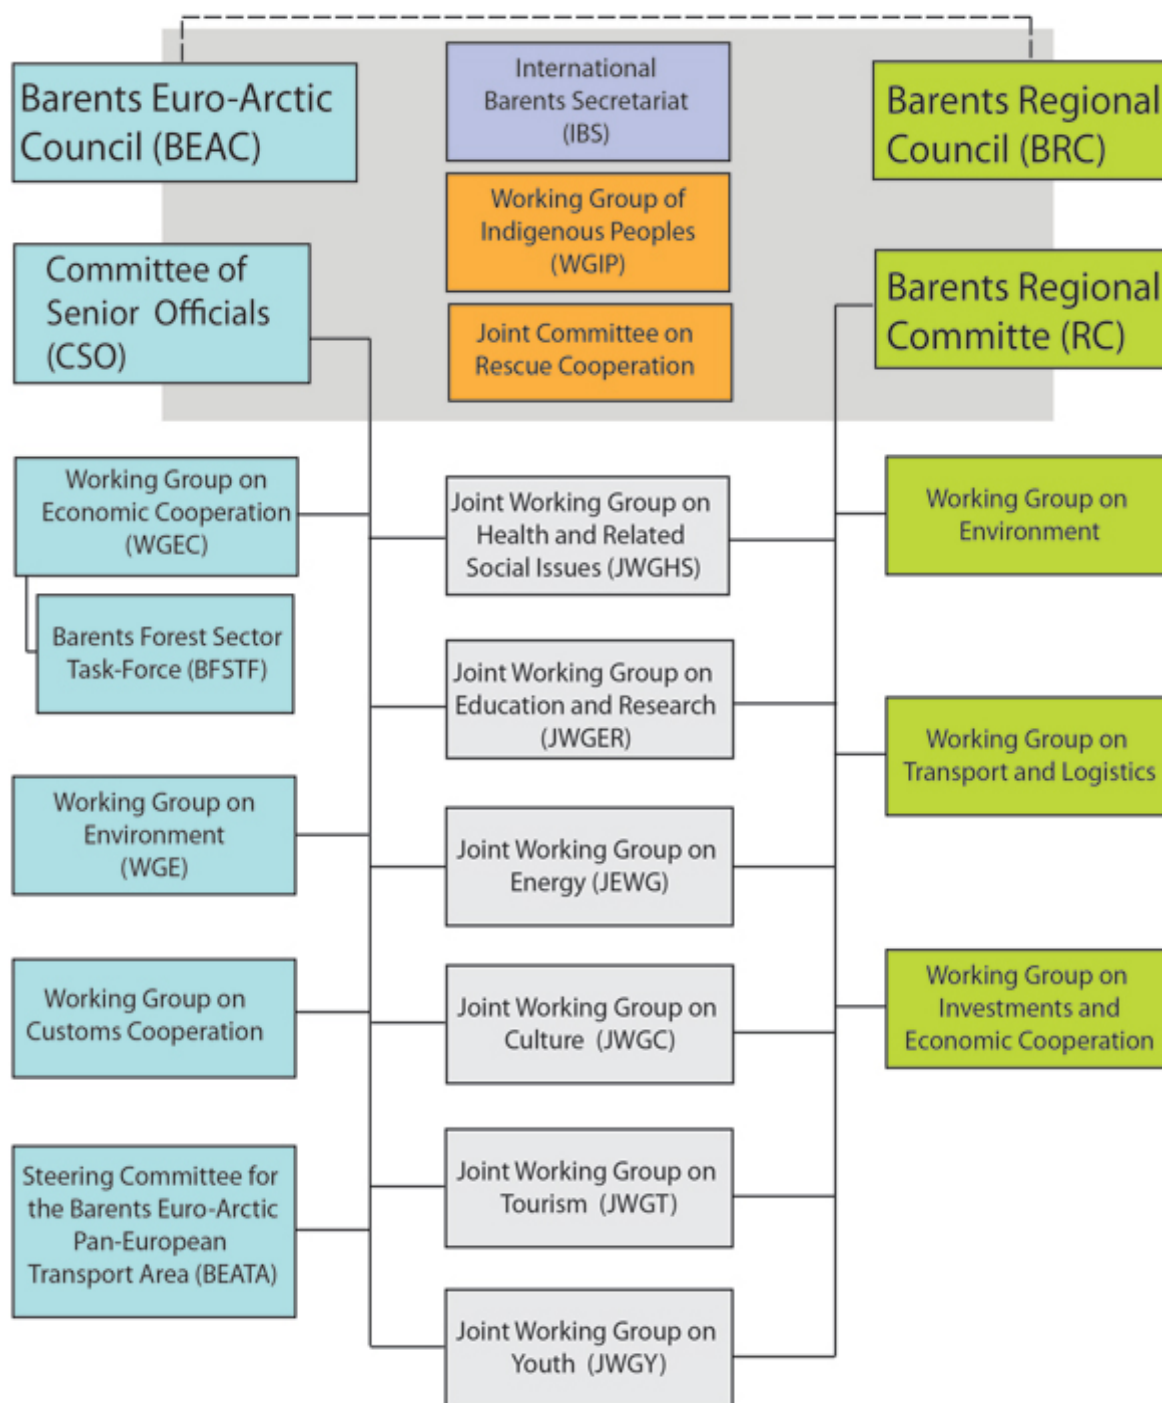 Barents Euro-Arctic
Council (BEAC)
International
Barents Secretariat
(IBS)
Barents Regional
Council (BRC)
Working Group of
Indigenous Peoples
(WGIP)
Committee of
Senior Officials
(CSO)
Joint Committee on
Rescue Cooperation
Barents Regional
Committe (RC)
Working Group on
Economic Cooperation
(WGEC)
Barents Forest Sector
Task-Force (BFSTF)
Working Group on
Environment
(WGE)
Working Group on
Customs Cooperation
Steering Committee for
the Barents Euro-Arctic
Pan-European
Transport Area (BEATA)
Joint Working Group on
Health and Related
Social Issues (JWGHS)
Joint Working Group on
Education and Research
(JWGER)
Joint Working Group on
Energy (JEWG)
Joint Working Group on
Culture (JWGC)
Joint Working Group on
Tourism (JWGT)
Joint Working Group on
Youth (JWGY)
Working Group on
Environment
Working Group on
Transport and Logistics
Working Group on
Investments and
Economic Cooperation